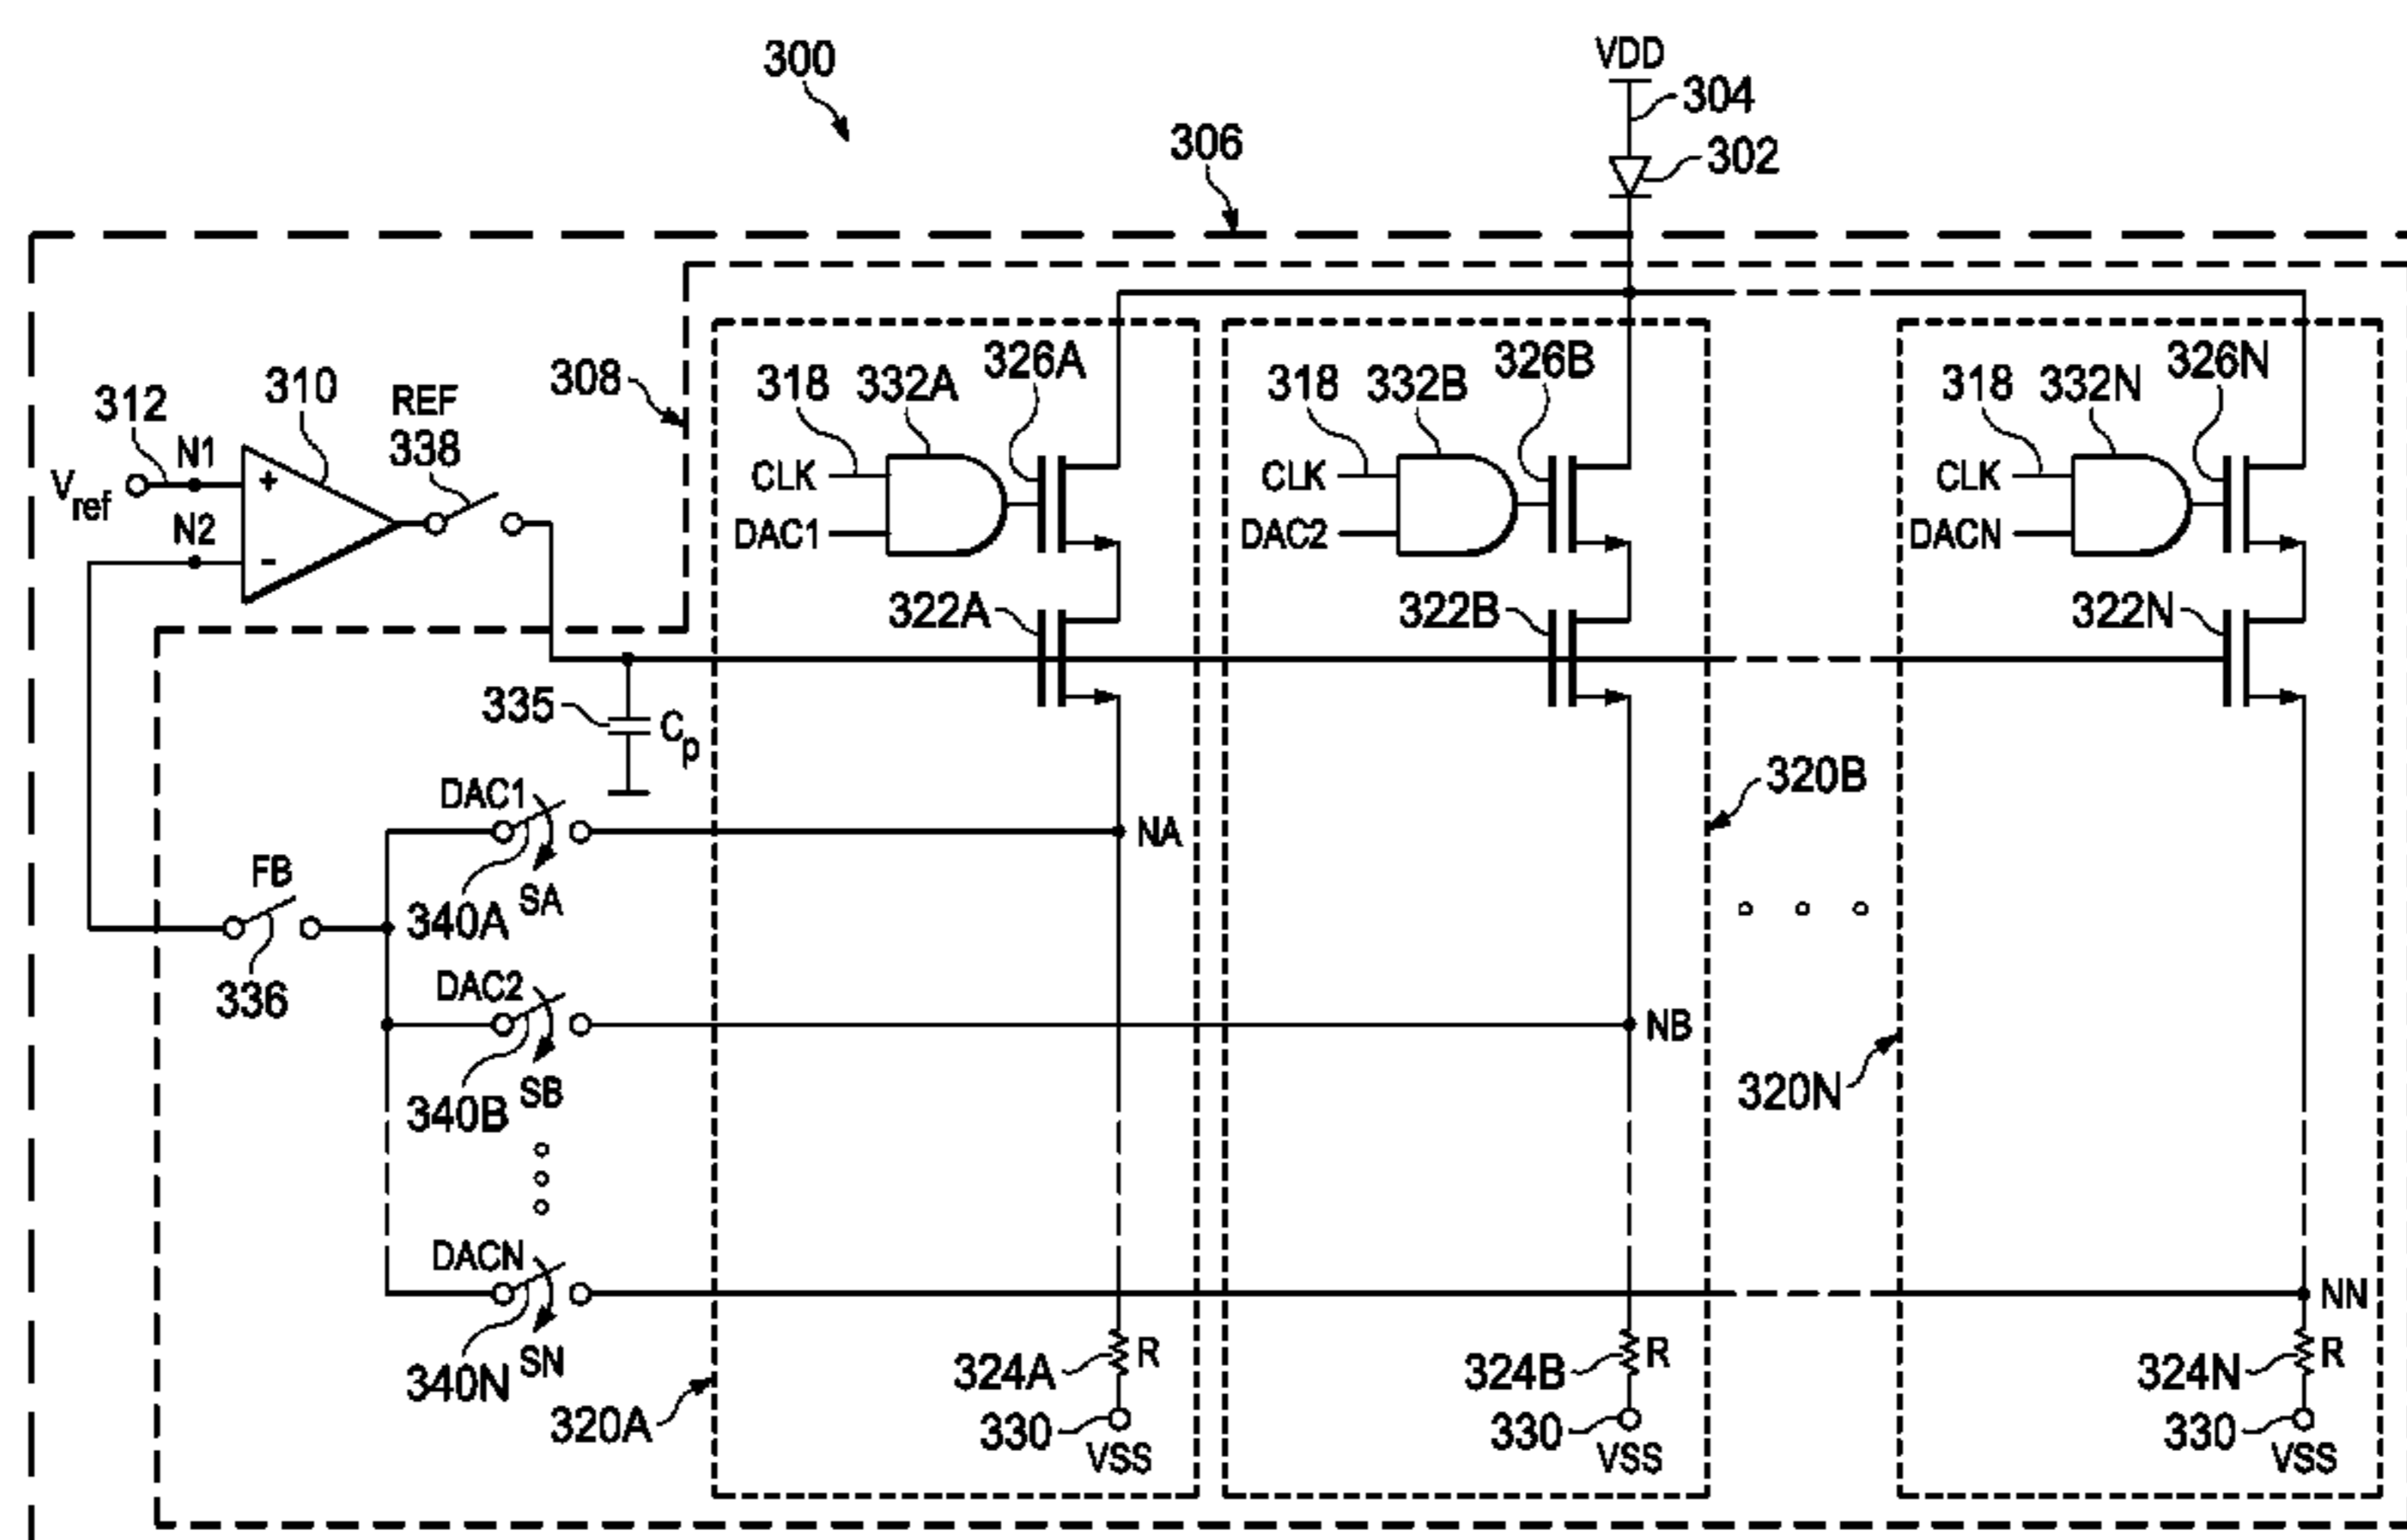 300
VDD
304
302
306
308
312
310
REF
338
Vref
N1
N2
+
-
318
332A
326A
CLK
DAC1
322A
318
332B
326B
CLK
DAC2
322B
318
332N
326N
CLK
DACN
322N
335
Cp
DAC1
340A
SA
NA
FB
336
DAC2
340B
SB
NB
320B
320N
DACN
340N
SN
NN
320A
324A
R
330
VSS
324B
R
330
VSS
324N
R
330
VSS